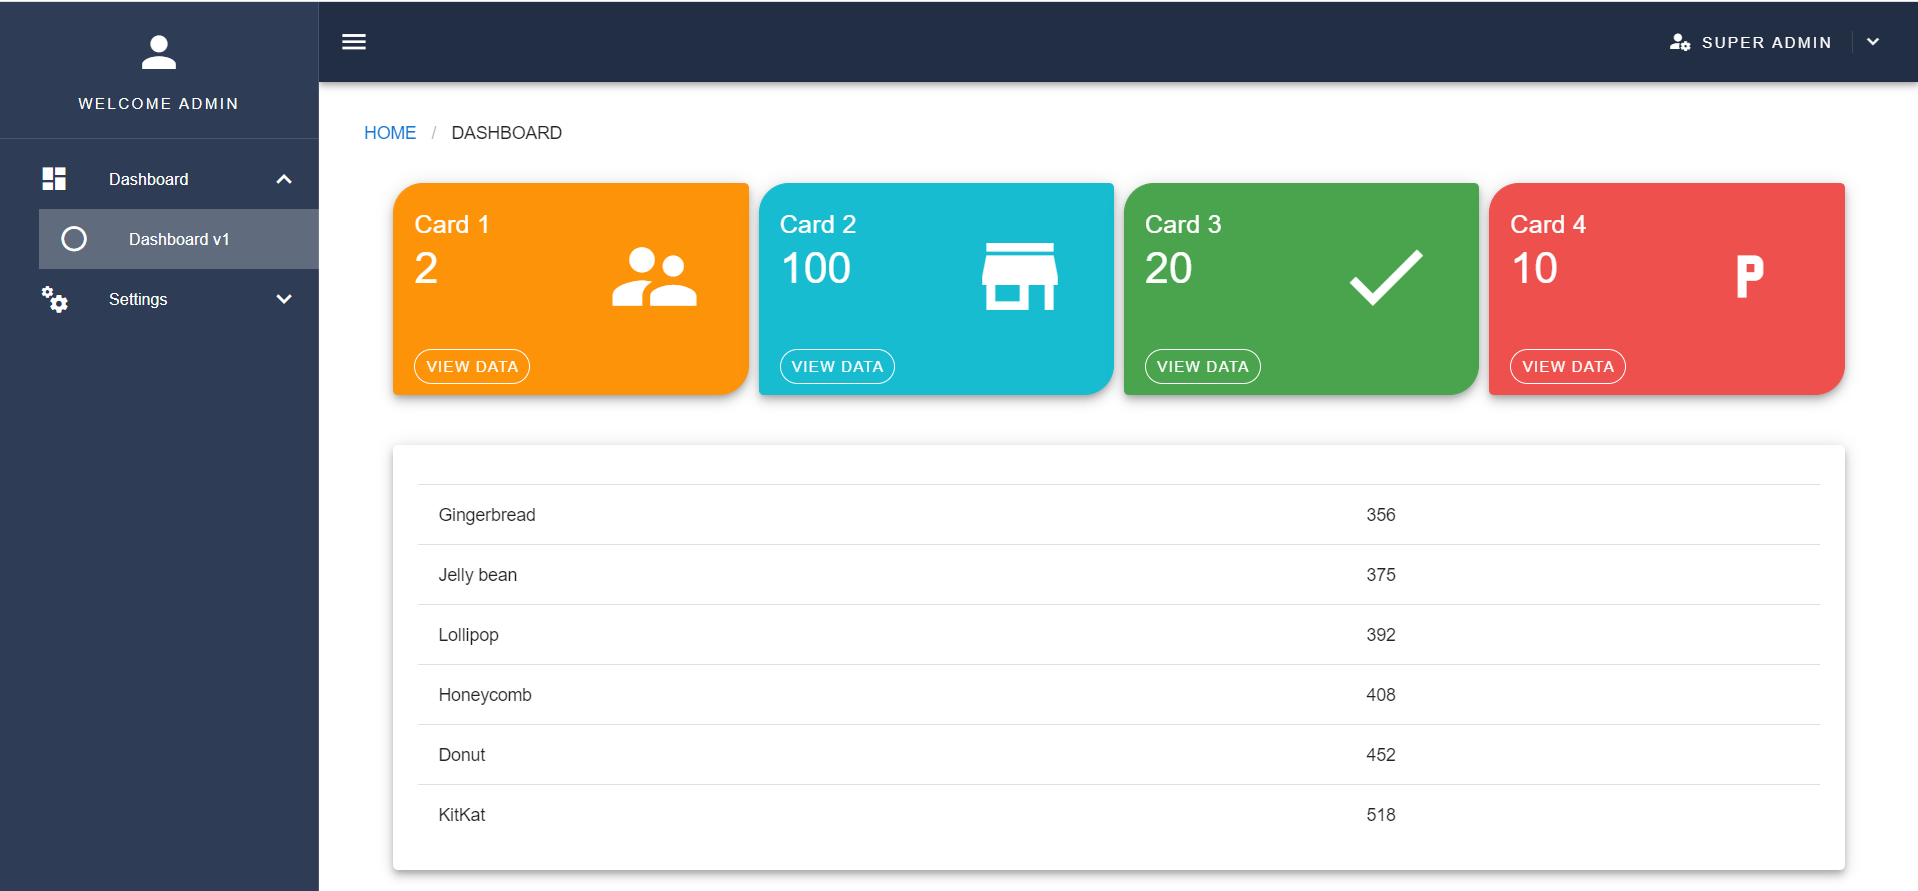 WELCOME ADMIN
Dashboard
Dashboard v1
Settings
SUPER ADMIN
HOME / DASHBOARD
Card 1
2
VIEW DATA
Card 2
100
VIEW DATA
Card 3
20
VIEW DATA
Card 4
10
P
VIEW DATA
Gingerbread 356
Jelly bean 375
Lollipop 392
Honeycomb 408
Donut 452
KitKat 518